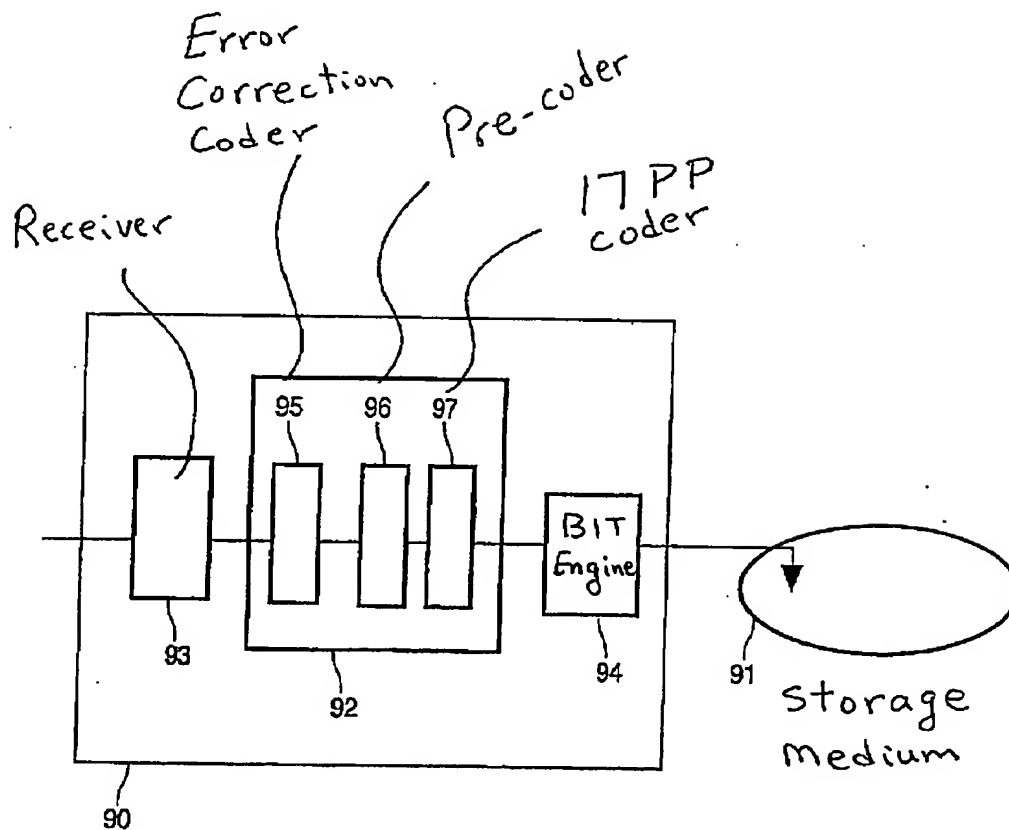 Error
Correction
Coder
Pre-coder
17PP
coder
Receiver
95
96
97
BIT
Engine
93
92
94
91
Storage
Medium
90